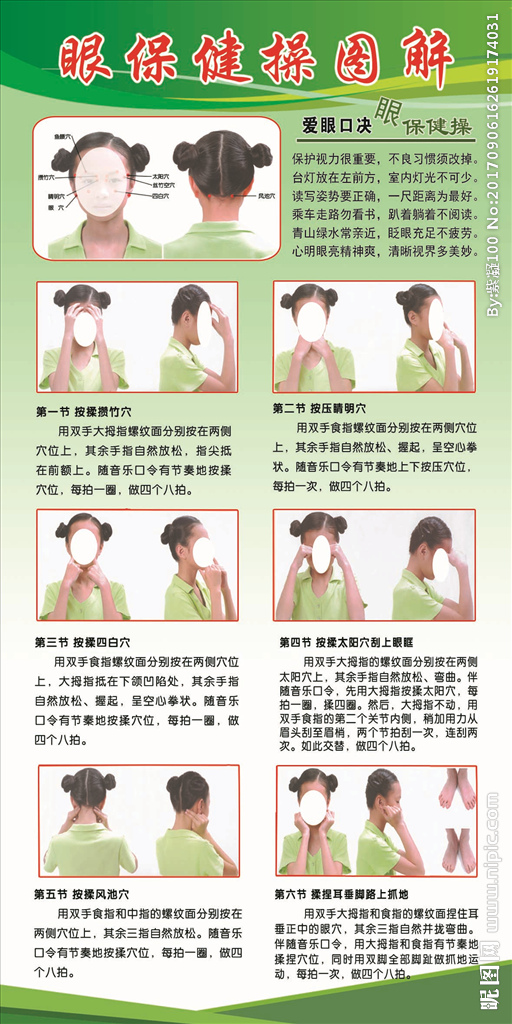 眼保健操图解
爱眼口决
眼保健操
保护视力很重要，不良习惯须改掉。
台灯放在左前方，室内灯光不可少。
读写姿势要正确，一尺距离为最好。
乘车走路勿看书，趴着躺着不阅读。
青山绿水常亲近，眨眼充足不疲劳。
心明眼亮精神爽，清晰视界多美妙。
鱼腰穴
攒竹穴
睛明穴
太阳穴
丝竹空穴
四白穴
风池穴
第一节 按揉攒竹穴
用双手大拇指螺纹面分别按在两侧
穴位上，其余手指自然放松，指尖抵
在前额上。随音乐口令有节奏地按揉
穴位，每拍一圈，做四个八拍。
第二节 按压睛明穴
用双手食指螺纹面分别按在两侧穴位
上，其余手指自然放松、握起，呈空心拳
状。随音乐口令有节奏地上下按压穴位，
每拍一次，做四个八拍。
第三节 按揉四白穴
用双手食指螺纹面分别按在两侧穴位
上，大拇指抵在下颌凹陷处，其余手指
自然放松、握起，呈空心拳状。随音乐
口令有节奏地按揉穴位，每拍一圈，做
四个八拍。
第四节 按揉太阳穴刮上眼眶
用双手大拇指的螺纹面分别按在两侧
太阳穴上，其余手指自然放松、弯曲。伴
随音乐口令，先用大拇指按揉太阳穴，每
拍一圈，揉四圈。然后，大拇指不动，用
双手食指的第二个关节内侧，稍加用力从
眉头刮至眉梢，两个节拍刮一次，连刮两
次。如此交替，做四个八拍。
第五节 按揉风池穴
用双手食指和中指的螺纹面分别按在
两侧穴位上，其余三指自然放松。随音乐
口令有节奏地按揉穴位，每拍一圈，做四
个八拍。
第六节 揉捏耳垂脚路上抓地
用双手大拇指和食指的螺纹面捏住耳
垂正中的眼穴，其余三指自然并拢弯曲。
伴随音乐口令，用大拇指和食指有节奏地
揉捏穴位，同时用双脚全部脚趾做抓地运
动，每拍一次，做四个八拍。
By:紫凝100 No:20170906162619174031
昵图网 www.nipic.com